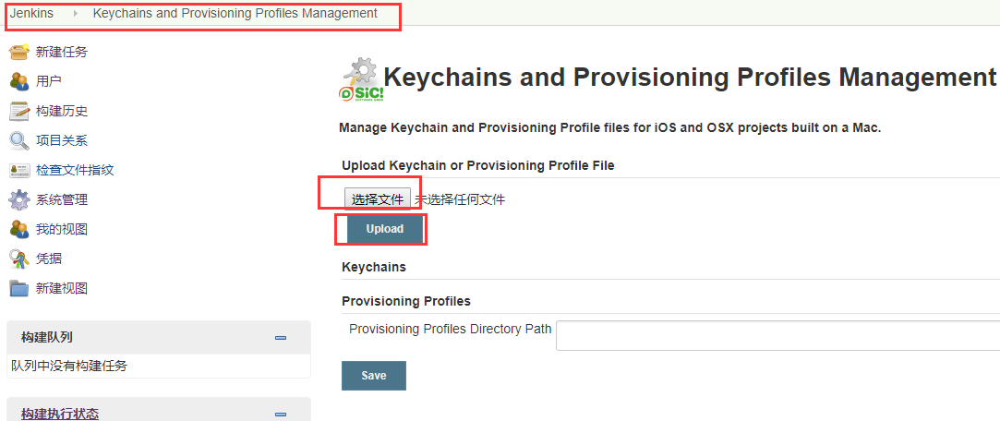 Jenkins Keychains and Provisioning Profiles Management
新建任务
用户
构建历史
项目关系
检查文件指纹
系统管理
我的视图
凭据
新建视图
构建队列
队列中没有构建任务
构建执行状态
SiC!
Keychains and Provisioning Profiles Management
Manage Keychain and Provisioning Profile files for iOS and OSX projects built on a Mac.
Upload Keychain or Provisioning Profile File
选择文件 未选择任何文件
Upload
Keychains
Provisioning Profiles
Provisioning Profiles Directory Path
Save